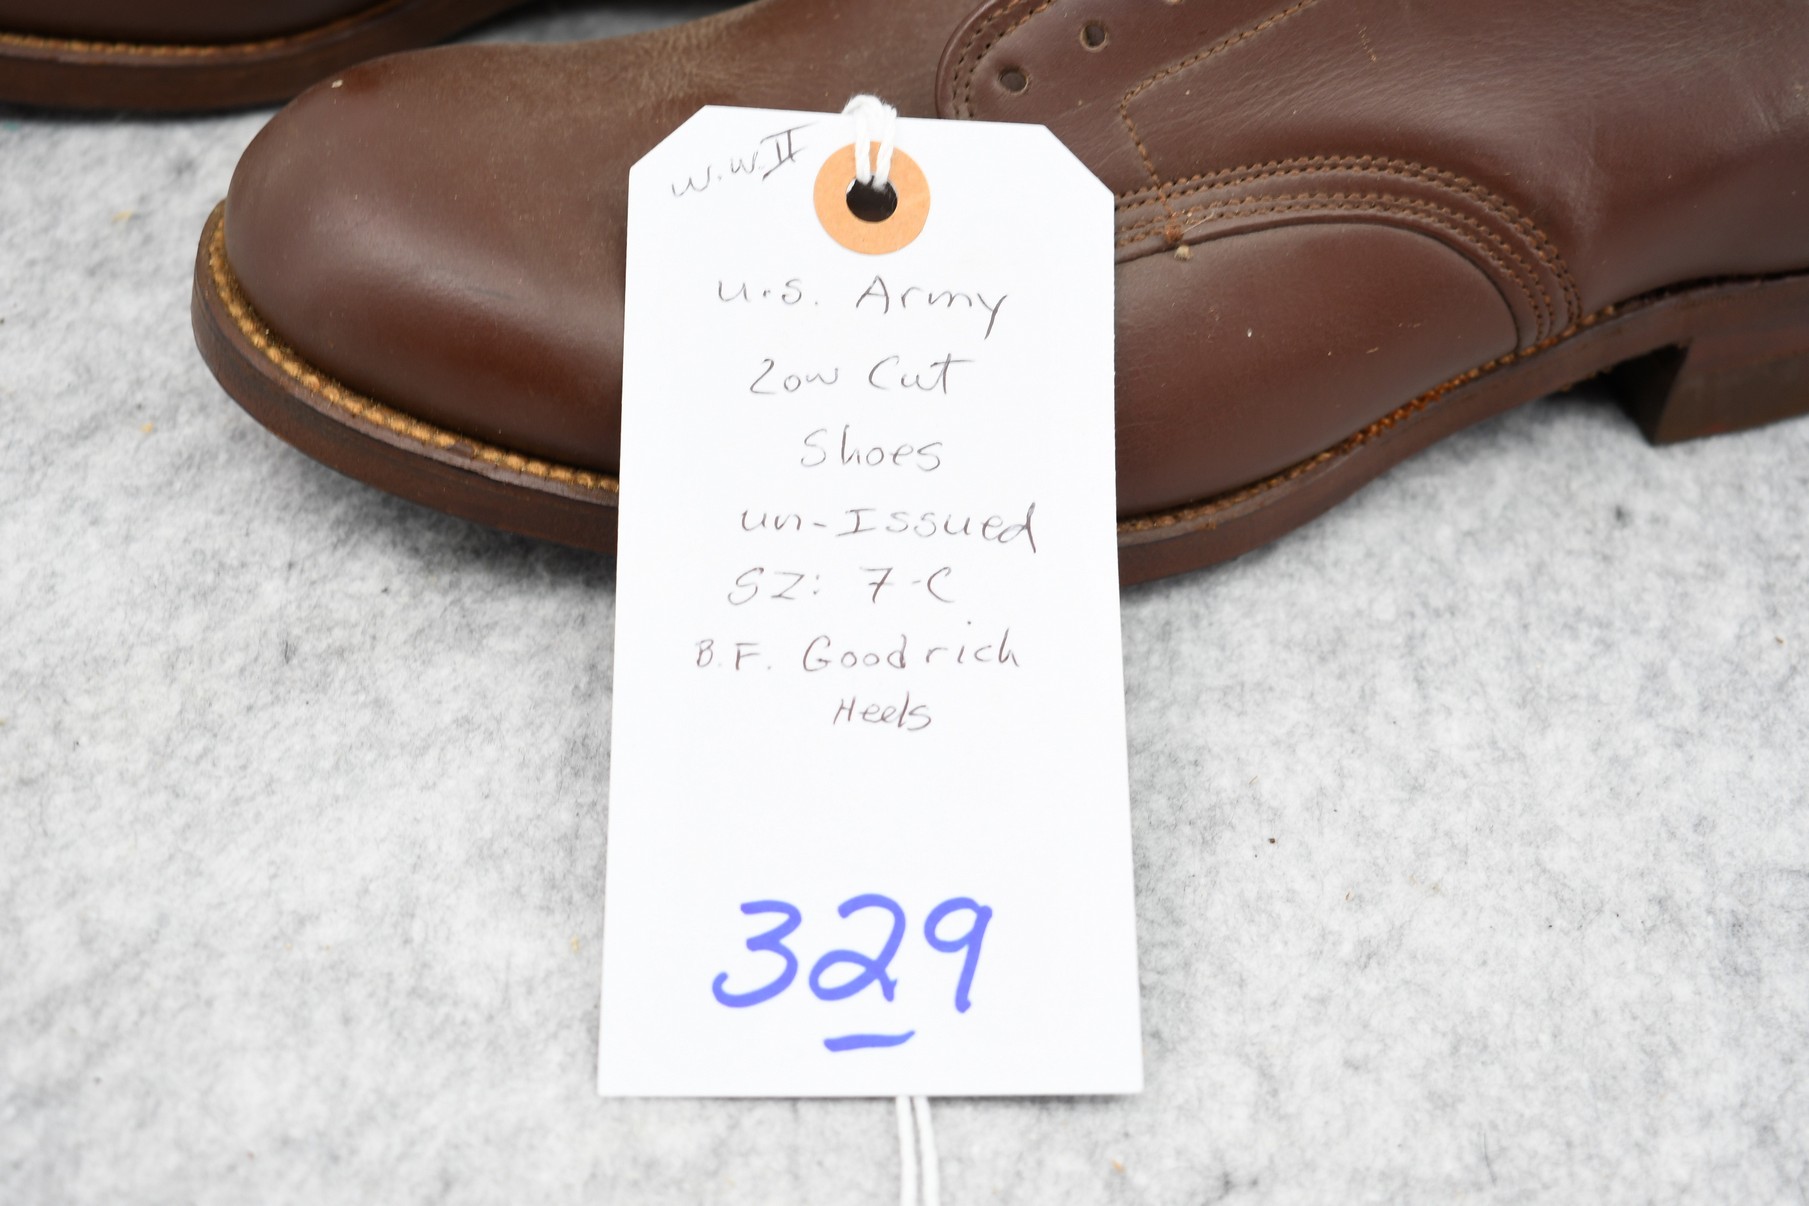 W.W.II
U.S. Army
Low Cut
Shoes
un-Issued
SZ: 7-C
B.F. Goodrich
Heels
329